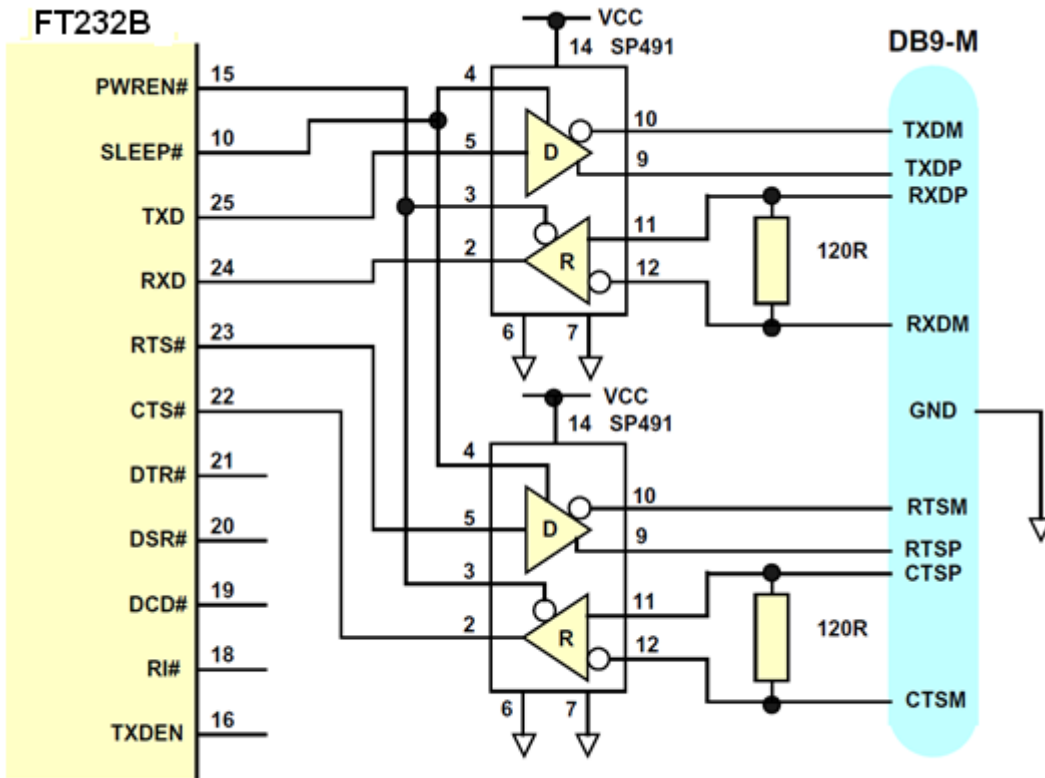 FT232B
PWREN# 15
SLEEP# 10
TXD 25
RXD 24
RTS# 23
CTS# 22
DTR# 21
DSR# 20
DCD# 19
RI# 18
TXDEN 16
VCC
14 SP491
4
5
3
2
D
R
10
9
11
12
6 7
120R
VCC
14 SP491
4
5
3
2
D
R
10
9
11
12
6 7
120R
DB9-M
TXDM
TXDP
RXDP
RXDM
GND
RTSM
RTSP
CTSP
CTSM